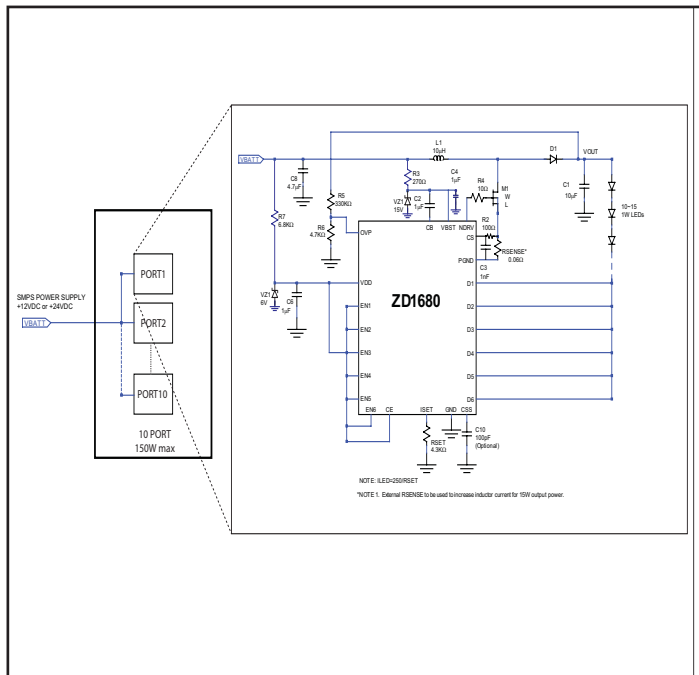 SMPS POWER SUPPLY
+12VDC or +24VDC
VBATT
PORT1
PORT2
PORT10
10 PORT
150W max
VBATT
L1
10μH
D1
VOUT
C8
4.7μF
R3
270Ω
C4
1μF
R4
10Ω
M1
W
L
C1
10μF
10~15
1W LEDs
R5
330KΩ
VZ1
15V
C2
1μF
R7
6.8KΩ
R6
4.7KΩ
OVP
CB
VBST
NDRV
R2
100Ω
CS
RSENSE*
0.06Ω
PGND
C3
1nF
VZ1
6V
C6
1μF
VDD
ZD1680
EN1
EN2
EN3
EN4
EN5
EN6
CE
ISET
GND
CSS
D1
D2
D3
D4
D5
D6
RSET
4.3KΩ
C10
100pF
(Optional)
NOTE: ILED=250/RSET
*NOTE 1. External RSENSE to be used to increase inductor current for 15W output power.